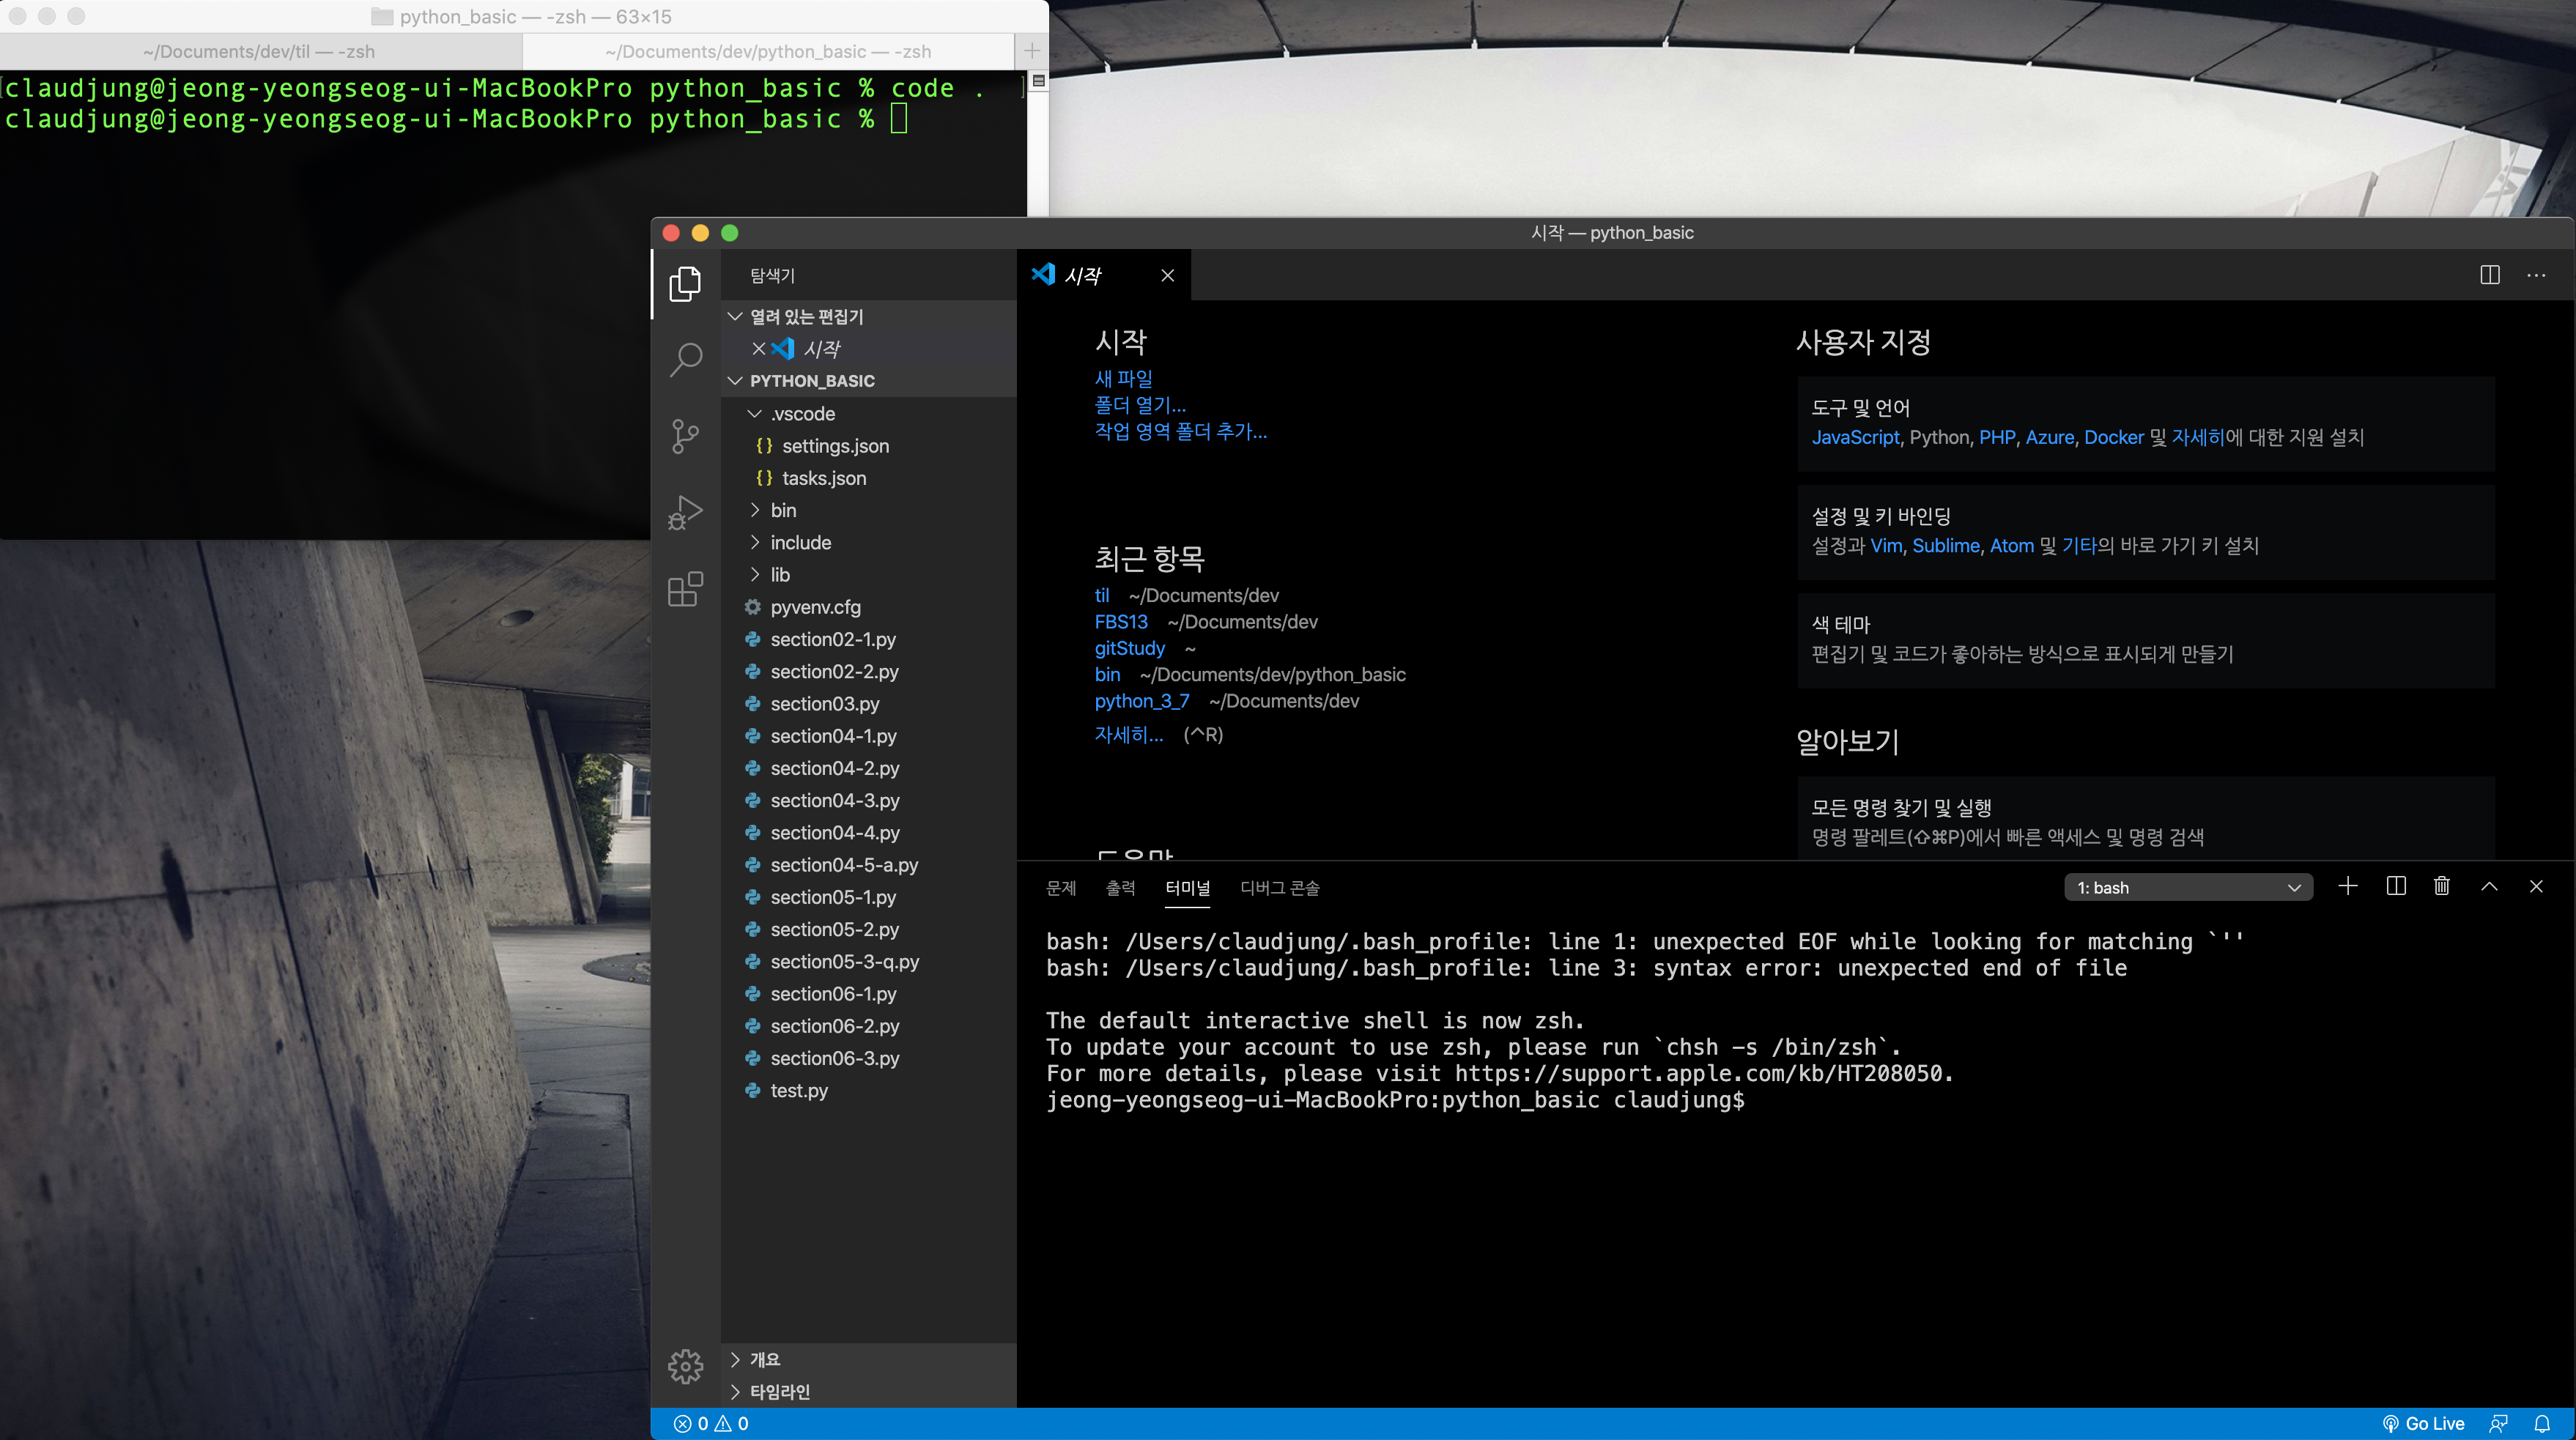 python_basic — -zsh — 63×15
~/Documents/dev/til — -zsh
~/Documents/dev/python_basic — -zsh
claudjung@jeong-yeongseog-ui-MacBookPro python_basic % code .
claudjung@jeong-yeongseog-ui-MacBookPro python_basic %
시작 — python_basic
탐색기
열려 있는 편집기
시작
PYTHON_BASIC
.vscode
settings.json
tasks.json
bin
include
lib
pyvenv.cfg
section02-1.py
section02-2.py
section03.py
section04-1.py
section04-2.py
section04-3.py
section04-4.py
section04-5-a.py
section05-1.py
section05-2.py
section05-3-q.py
section06-1.py
section06-2.py
section06-3.py
test.py
개요
타임라인
시작
시작
새 파일
폴더 열기...
작업 영역 폴더 추가...
최근 항목
til ~/Documents/dev
FBS13 ~/Documents/dev
gitStudy ~
bin ~/Documents/dev/python_basic
python_3_7 ~/Documents/dev
자세히... (^R)
사용자 지정
도구 및 언어
JavaScript, Python, PHP, Azure, Docker 및 자세히에 대한 지원 설치
설정 및 키 바인딩
설정과 Vim, Sublime, Atom 및 기타의 바로 가기 키 설치
색 테마
편집기 및 코드가 좋아하는 방식으로 표시되게 만들기
알아보기
모든 명령 찾기 및 실행
명령 팔레트(⇧⌘P)에서 빠른 액세스 및 명령 검색
문제 출력 터미널 디버그 콘솔
1: bash
bash: /Users/claudjung/.bash_profile: line 1: unexpected EOF while looking for matching `''
bash: /Users/claudjung/.bash_profile: line 3: syntax error: unexpected end of file
The default interactive shell is now zsh.
To update your account to use zsh, please run `chsh -s /bin/zsh`.
For more details, please visit https://support.apple.com/kb/HT208050.
jeong-yeongseog-ui-MacBookPro:python_basic claudjung$
0 0
Go Live